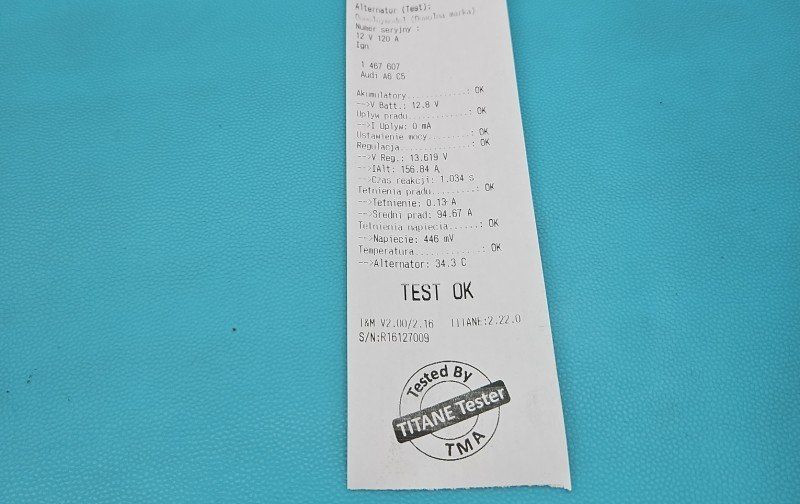 Alternator (Test):
(Dowolna marka)
Numer seryjny :
12 V 120 A
Ign
1 467 607
Audi A6 C5
Akumulatory...........: OK
-->V Batt.: 12.8 V
Upływ prądu...........: OK
-->I Upływ: 0 mA
Ustawienie mocy.......: OK
Regulacja.............: OK
-->V Reg.: 13.619 V
-->IAlt: 156.84 A
-->Czas reakcji: 1.034 s
Tętnienia prądu........: OK
-->Tętnienie: 0.13 A
-->Średni prąd: 94.67 A
Tętnienia napięcia.....: OK
-->Napięcie: 446 mV
Temperatura............: OK
-->Alternator: 34.3 C
TEST OK
I&M V2.00/2.16 TITANE:2.22.0
S/N:R16127009
Tested By
TITANE Tester
TMA